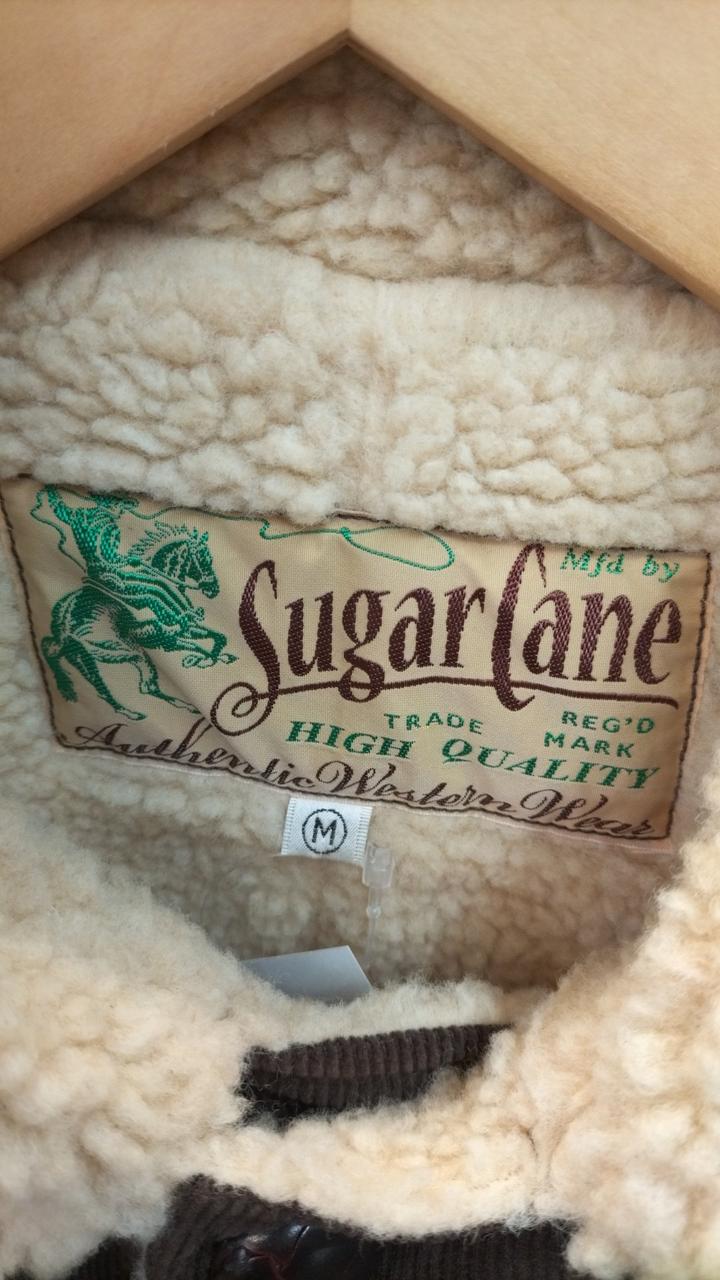 Mfd by
Sugar Cane
TRADE REG'D
MARK
HIGH QUALITY
Authentic Western Wear
M